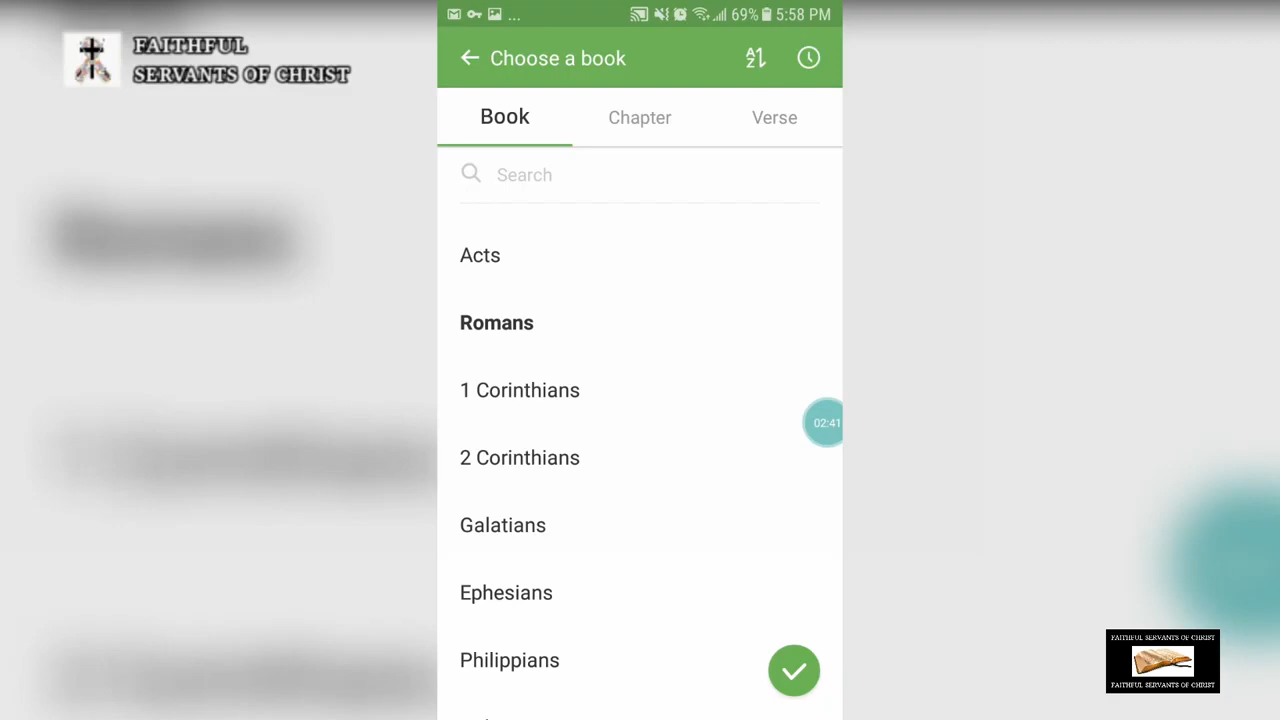 FAITHFUL
SERVANTS OF CHRIST
... 69% 5:58 PM
Choose a book
Book Chapter Verse
Search
Acts
Romans
1 Corinthians
02:41
2 Corinthians
Galatians
Ephesians
Philippians
FAITHFUL SERVANTS OF CHRIST
FAITHFUL SERVANTS OF CHRIST